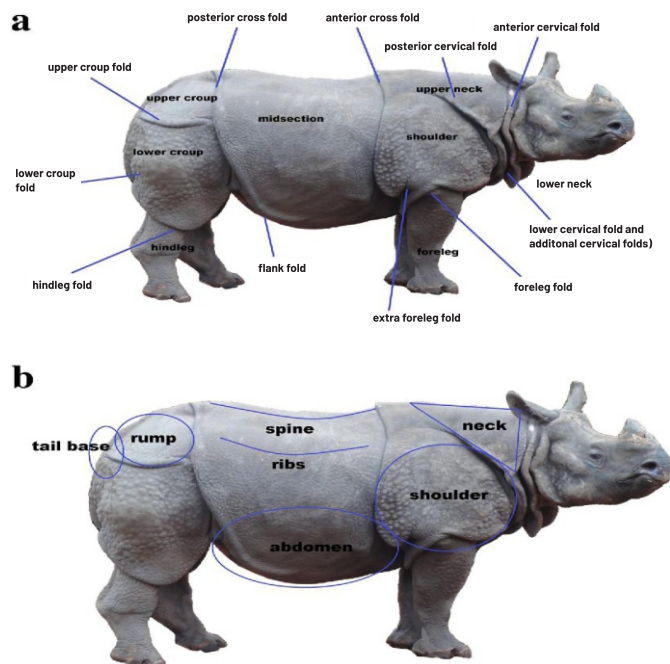 a
posterior cross fold
anterior cross fold
anterior cervical fold
posterior cervical fold
upper croup fold
upper croup
upper neck
midsection
shoulder
lower croup
lower croup
fold
lower neck
lower cervical fold and
additonal cervical folds)
hindleg
foreleg
flank fold
hindleg fold
foreleg fold
extra foreleg fold
b
tail base
rump
spine
neck
ribs
shoulder
abdomen